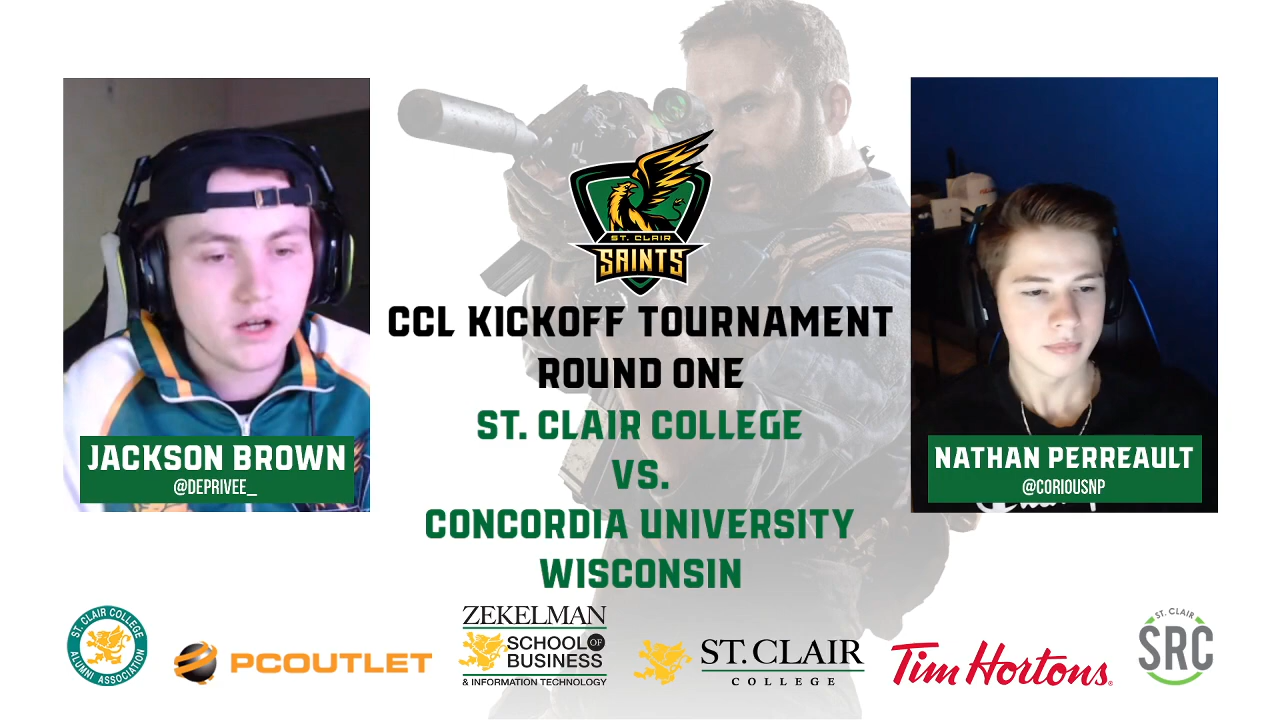 ST. CLAIR
SAINTS
CCL KICKOFF TOURNAMENT
ROUND ONE
ST. CLAIR COLLEGE
VS.
CONCORDIA UNIVERSITY
WISCONSIN
JACKSON BROWN
@DEPRIVEE_
NATHAN PERREAULT
@CORIOUSNP
ST. CLAIR COLLEGE
ALUMNI ASSOCIATION
PCOUTLET
ZEKELMAN
SCHOOL OF
BUSINESS
& INFORMATION TECHNOLOGY
ST. CLAIR
COLLEGE
Tim Hortons.
ST. CLAIR
SRC